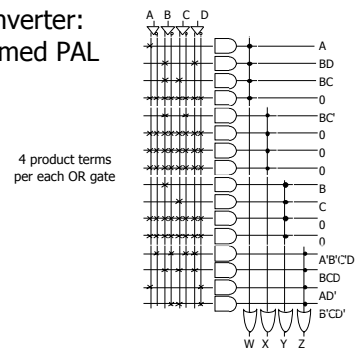 nverter:
med PAL
A B C D
A
BD
BC
0
BC'
0
0
0
4 product terms
per each OR gate
B
C
0
0
A'B'C'D
BCD
AD'
B'CD'
W X Y Z